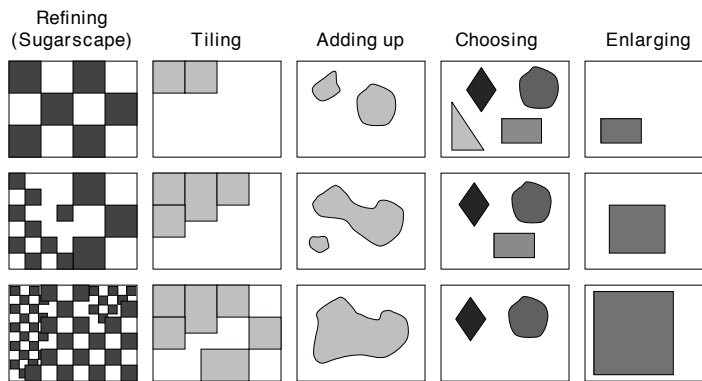 Refining
(Sugarscape)
Tiling
Adding up
Choosing
Enlarging